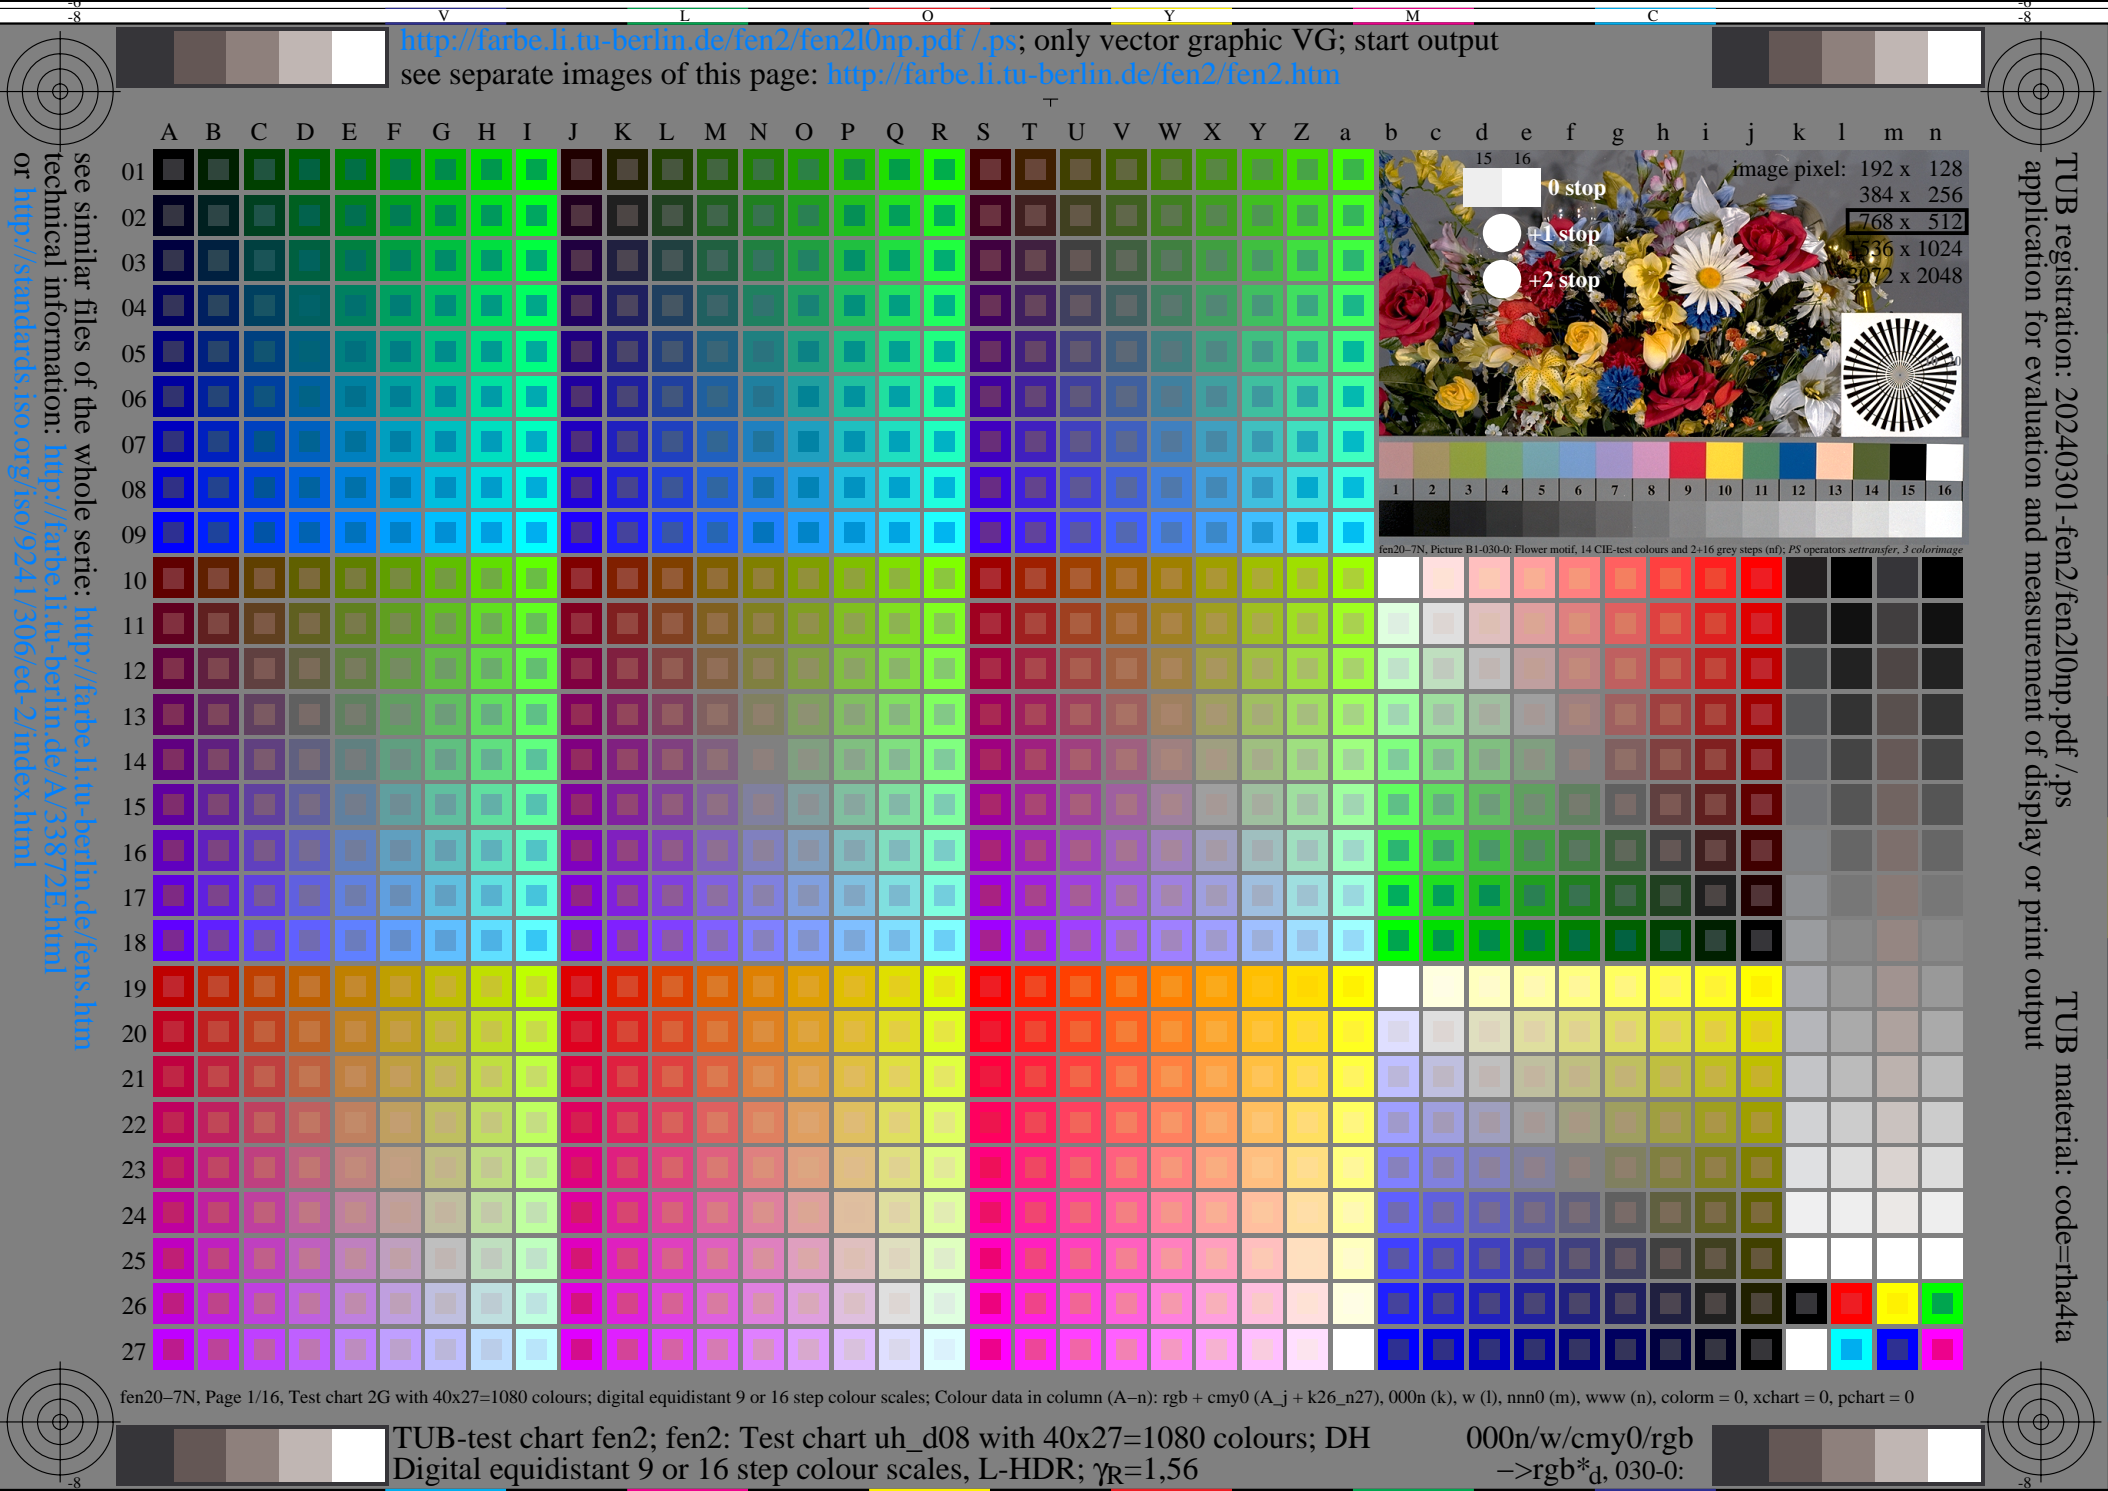 -6 -6
-8 V L O Y M C -8
http://farbe.li.tu-berlin.de/fen2/fen2l0np.pdf /.ps; only vector graphic VG; start output
see separate images of this page: http://farbe.li.tu-berlin.de/fen2/fen2.htm
A B C D E F G H I J K L M N O P Q R S T U V W X Y Z a b c d e f g h i j k l m n
01
02
03
04
05
06
07
08
09
10
11
12
13
14
15
16
17
18
19
20
21
22
23
24
25
26
27
15 16
0 stop
+1 stop
+2 stop
image pixel: 192 x 128
384 x 256
768 x 512
1536 x 1024
3072 x 2048
1 2 3 4 5 6 7 8 9 10 11 12 13 14 15 16
fen20−7N, Picture B1-030-0: Flower motif, 14 CIE-test colours and 2+16 grey steps (nf); PS operators settransfer, 3 colorimage
see similar files of the whole serie: http://farbe.li.tu-berlin.de/fens.htm
technical information: http://farbe.li.tu-berlin.de/A/33872E.html
or http://standards.iso.org/iso/9241/306/ed-2/index.html
TUB registration: 20240301-fen2/fen2l0np.pdf /.ps
application for evaluation and measurement of display or print output
TUB material: code=rha4ta
fen20−7N, Page 1/16, Test chart 2G with 40x27=1080 colours; digital equidistant 9 or 16 step colour scales; Colour data in column (A−n): rgb + cmy0 (A_j + k26_n27), 000n (k), w (l), nnn0 (m), www (n), colorm = 0, xchart = 0, pchart = 0
TUB-test chart fen2; fen2: Test chart uh_d08 with 40x27=1080 colours; DH
Digital equidistant 9 or 16 step colour scales, L-HDR; γR=1,56
000n/w/cmy0/rgb
−>rgb*d, 030-0:
-8 -8